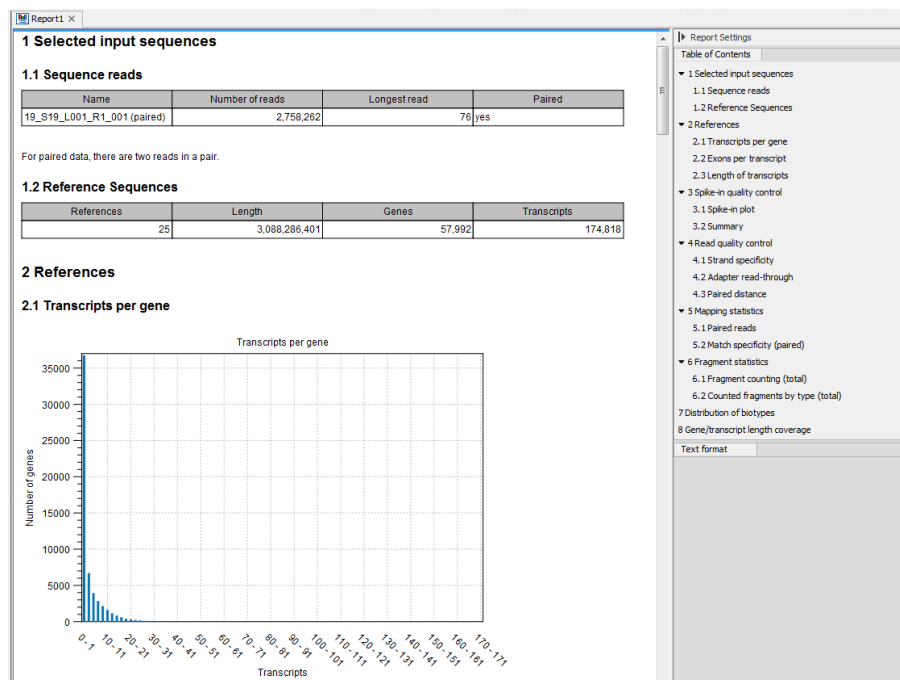 Report1
1 Selected input sequences
1.1 Sequence reads
Name Number of reads Longest read Paired
19_S19_L001_R1_001 (paired) 2,758,262 76 yes
For paired data, there are two reads in a pair.
1.2 Reference Sequences
References Length Genes Transcripts
25 3,088,286,401 57,992 174,818
2 References
2.1 Transcripts per gene
Transcripts per gene
35000
30000
25000
20000
15000
10000
5000
0
Number of genes
0 - 1
10 - 11
20 - 21
30 - 31
40 - 41
50 - 51
60 - 61
70 - 71
80 - 81
90 - 91
100 - 101
110 - 111
120 - 121
130 - 131
140 - 141
150 - 151
160 - 161
170 - 171
Transcripts
Report Settings
Table of Contents
1 Selected input sequences
1.1 Sequence reads
1.2 Reference Sequences
2 References
2.1 Transcripts per gene
2.2 Exons per transcript
2.3 Length of transcripts
3 Spike-in quality control
3.1 Spike-in plot
3.2 Summary
4 Read quality control
4.1 Strand specificity
4.2 Adapter read-through
4.3 Paired distance
5 Mapping statistics
5.1 Paired reads
5.2 Match specificity (paired)
6 Fragment statistics
6.1 Fragment counting (total)
6.2 Counted fragments by type (total)
7 Distribution of biotypes
8 Gene/transcript length coverage
Text format